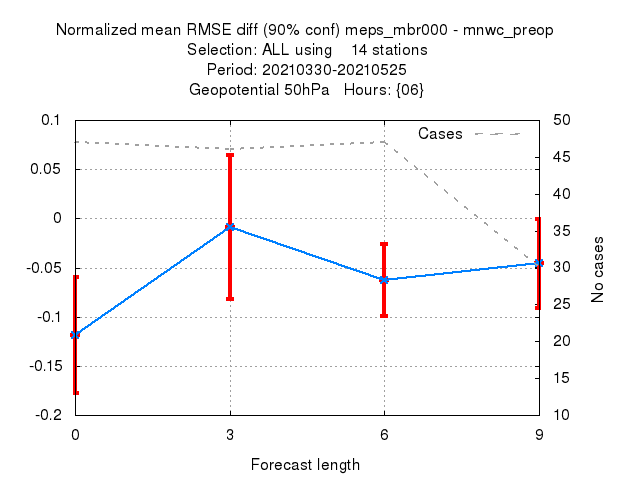 Normalized mean RMSE diff (90% conf) meps_mbr000 - mnwc_preop
Selection: ALL using 14 stations
Period: 20210330-20210525
Geopotential 50hPa Hours: {06}
0.1
0.05
0
-0.05
-0.1
-0.15
-0.2
Cases
50
45
40
35
30
25
20
15
10
No cases
0 3 6 9
Forecast length